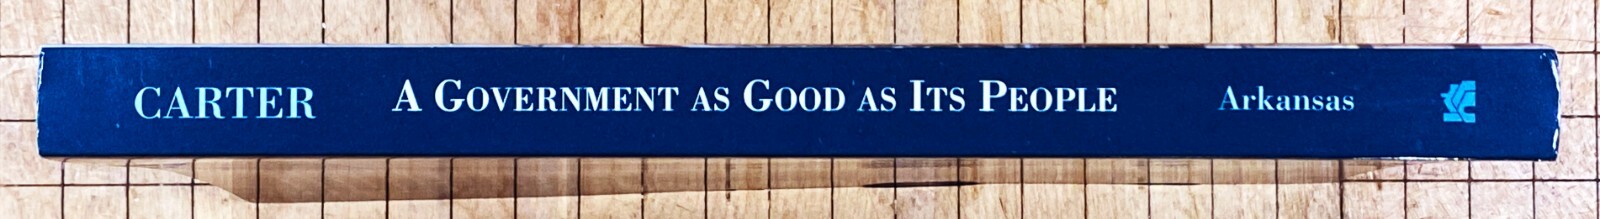 CARTER A GOVERNMENT AS GOOD AS ITS PEOPLE Arkansas